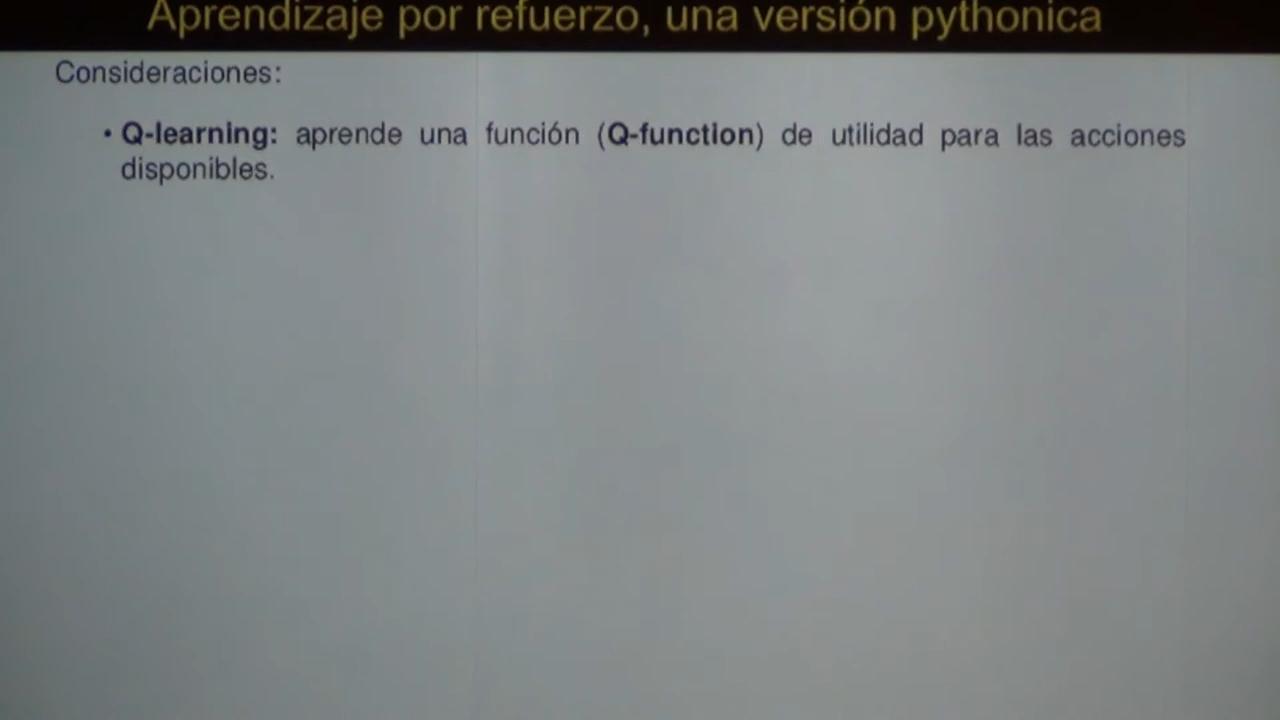 Aprendizaje por refuerzo, una versión pythonica
Consideraciones:
• Q-learning: aprende una función (Q-function) de utilidad para las acciones
disponibles.